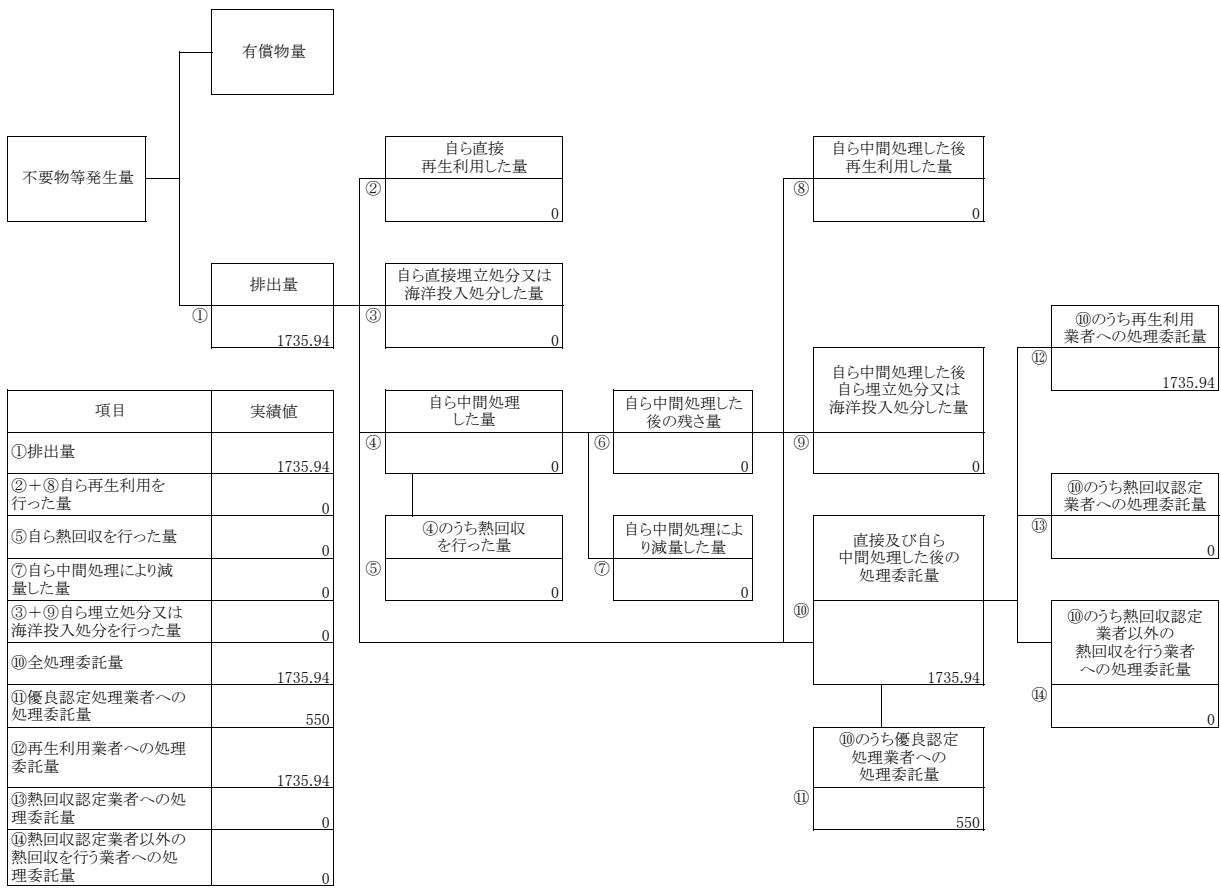 有償物量
不要物等発生量
自ら直接
再生利用した量
②
0
自ら中間処理した後
再生利用した量
⑧
0
排出量
①
1735.94
自ら直接埋立処分又は
海洋投入処分した量
③
0
⑩のうち再生利用
業者への処理委託量
⑫
1735.94
自ら中間処理
した量
④
0
自ら中間処理した
後の残さ量
⑥
0
自ら中間処理した後
自ら埋立処分又は
海洋投入処分した量
⑨
0
⑩のうち熱回収認定
業者への処理委託量
⑬
0
④のうち熱回収
を行った量
⑤
0
自ら中間処理によ
り減量した量
⑦
0
直接及び自ら
中間処理した後の
処理委託量
⑩
1735.94
⑩のうち熱回収認定
業者以外の
熱回収を行う業者
への処理委託量
⑭
0
⑩のうち優良認定
処理業者への
処理委託量
⑪
550
項目 実績値
①排出量
1735.94
②+⑧自ら再生利用を
行った量
0
⑤自ら熱回収を行った量
0
⑦自ら中間処理により減
量した量
0
③+⑨自ら埋立処分又は
海洋投入処分を行った量
0
⑩全処理委託量
1735.94
⑪優良認定処理業者への
処理委託量
550
⑫再生利用業者への処理
委託量
1735.94
⑬熱回収認定業者への処
理委託量
0
⑭熱回収認定業者以外の
熱回収を行う業者への処
理委託量
0